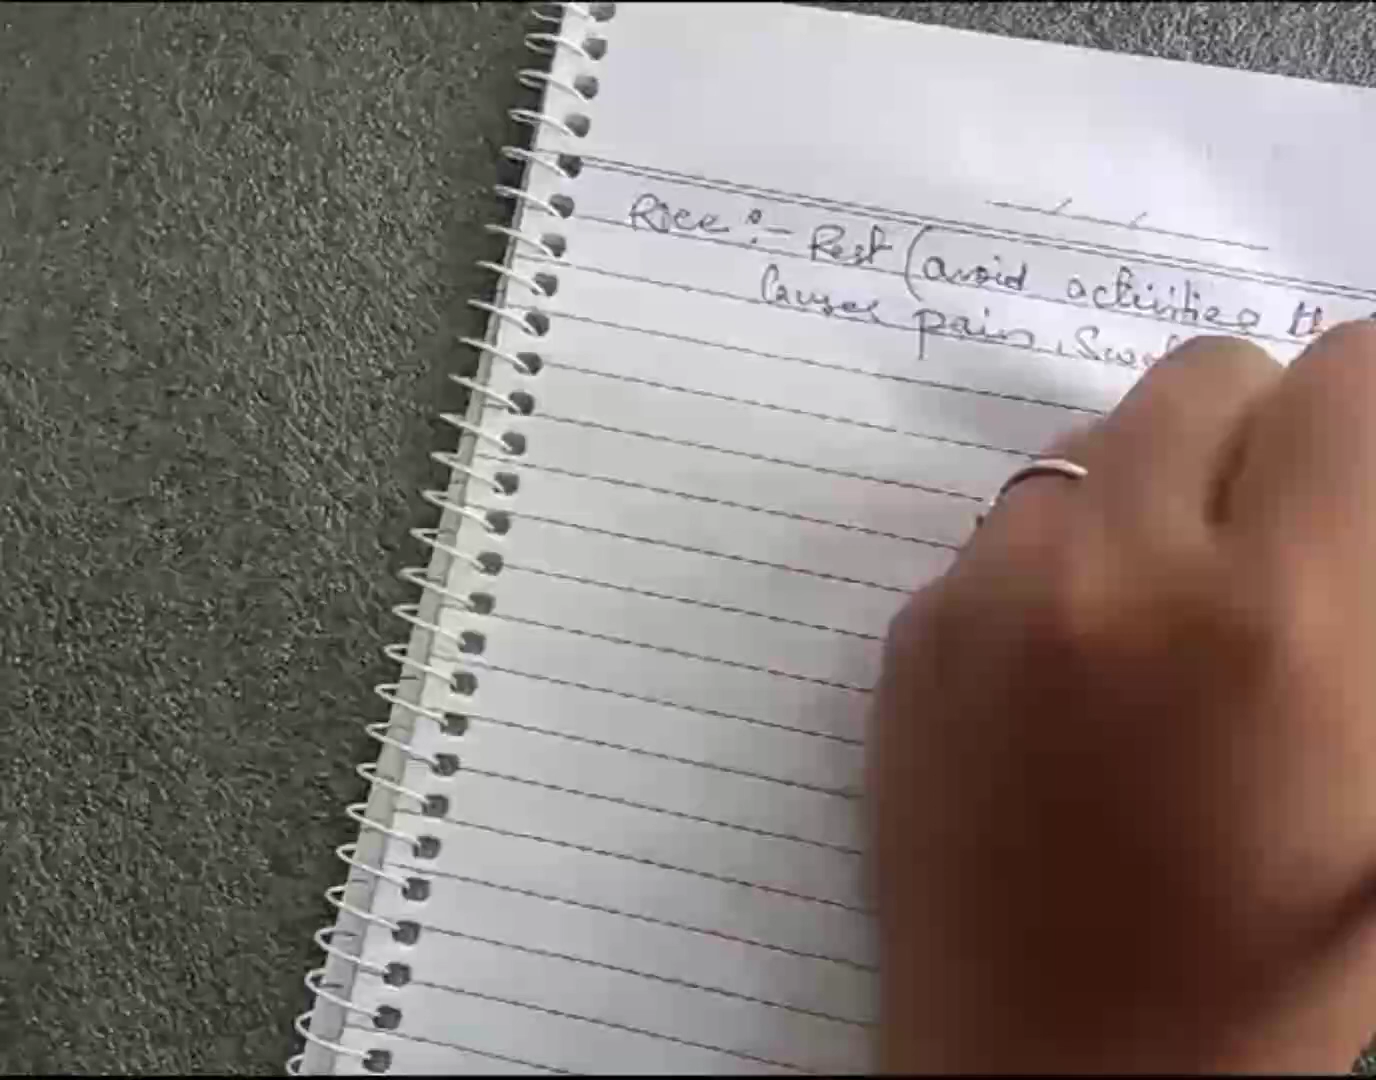 Rice :- Rest (avoid activities
Causes pain,